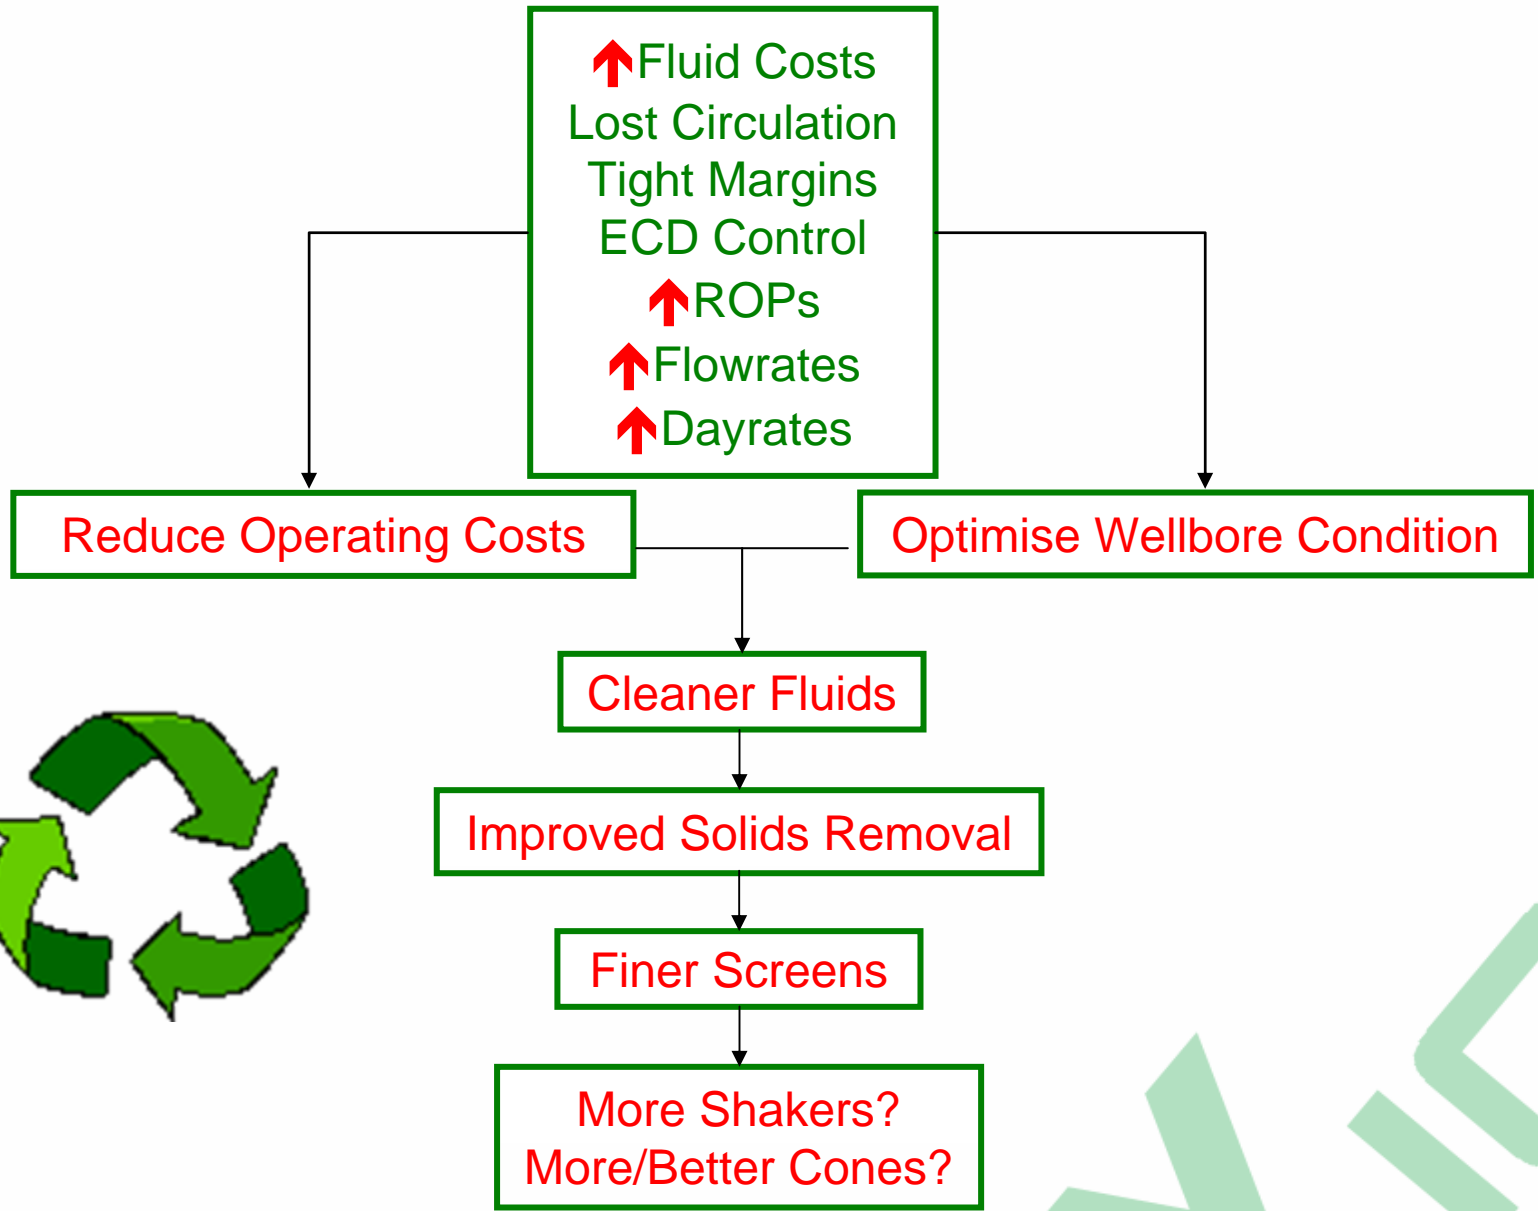 Fluid Costs
Lost Circulation
Tight Margins
ECD Control
ROPs
Flowrates
Dayrates
Reduce Operating Costs
Optimise Wellbore Condition
Cleaner Fluids
Improved Solids Removal
Finer Screens
More Shakers?
More/Better Cones?